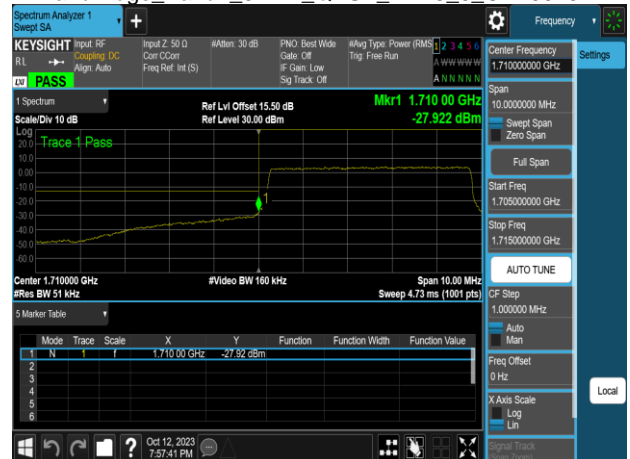 Spectrum Analyzer 1
Swept SA
Frequency
KEYSIGHT
RL
Input: RF
Coupling: DC
Align: Auto
Input Z: 50 Ω
Corr CCorr
Freq Ref: Int (S)
#Atten: 30 dB
PNO: Best Wide
Gate: Off
IF Gain: Low
Sig Track: Off
#Avg Type: Power (RMS)
Trig: Free Run
1 2 3 4 5 6
A W W W W W
A N N N N N
LXI PASS
1 Spectrum
Scale/Div 10 dB
Ref Lvl Offset 15.50 dB
Ref Level 30.00 dBm
Mkr1 1.710 00 GHz
-27.922 dBm
Log
Trace 1 Pass
20.0
10.0
0.00
-10.0
-20.0
-30.0
-40.0
-50.0
-60.0
1
Center 1.710000 GHz
#Res BW 51 kHz
#Video BW 160 kHz
Span 10.00 MHz
Sweep 4.73 ms (1001 pts)
5 Marker Table
Mode Trace Scale X Y Function Function Width Function Value
1 N 1 f 1.710 00 GHz -27.92 dBm
2
3
4
5
6
Oct 12, 2023
7:57:41 PM
Center Frequency
1.710000000 GHz
Span
10.0000000 MHz
Swept Span
Zero Span
Full Span
Start Freq
1.705000000 GHz
Stop Freq
1.715000000 GHz
AUTO TUNE
CF Step
1.000000 MHz
Auto
Man
Freq Offset
0 Hz
X Axis Scale
Log
Lin
Signal Track
(Span Zoom)
Settings
Local